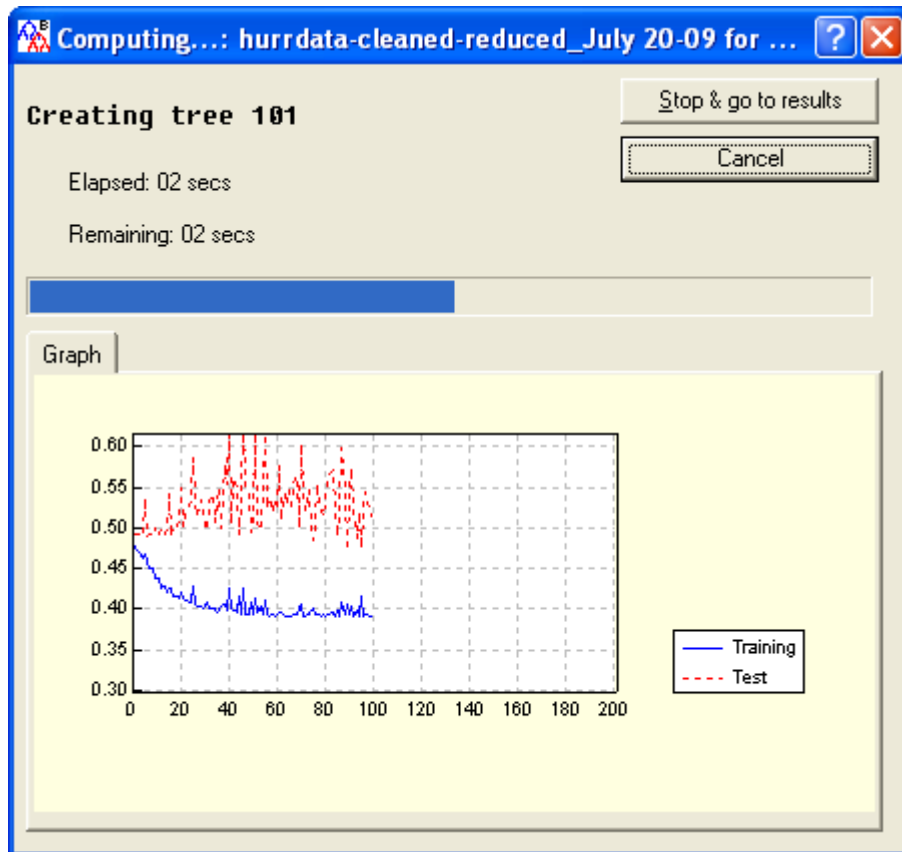 Computing...: hurrdata-cleaned-reduced_July 20-09 for ...
Creating tree 101
Stop & go to results
Cancel
Elapsed: 02 secs
Remaining: 02 secs
Graph
0.60
0.55
0.50
0.45
0.40
0.35
0.30
0 20 40 60 80 100 120 140 160 180 200
Training
Test